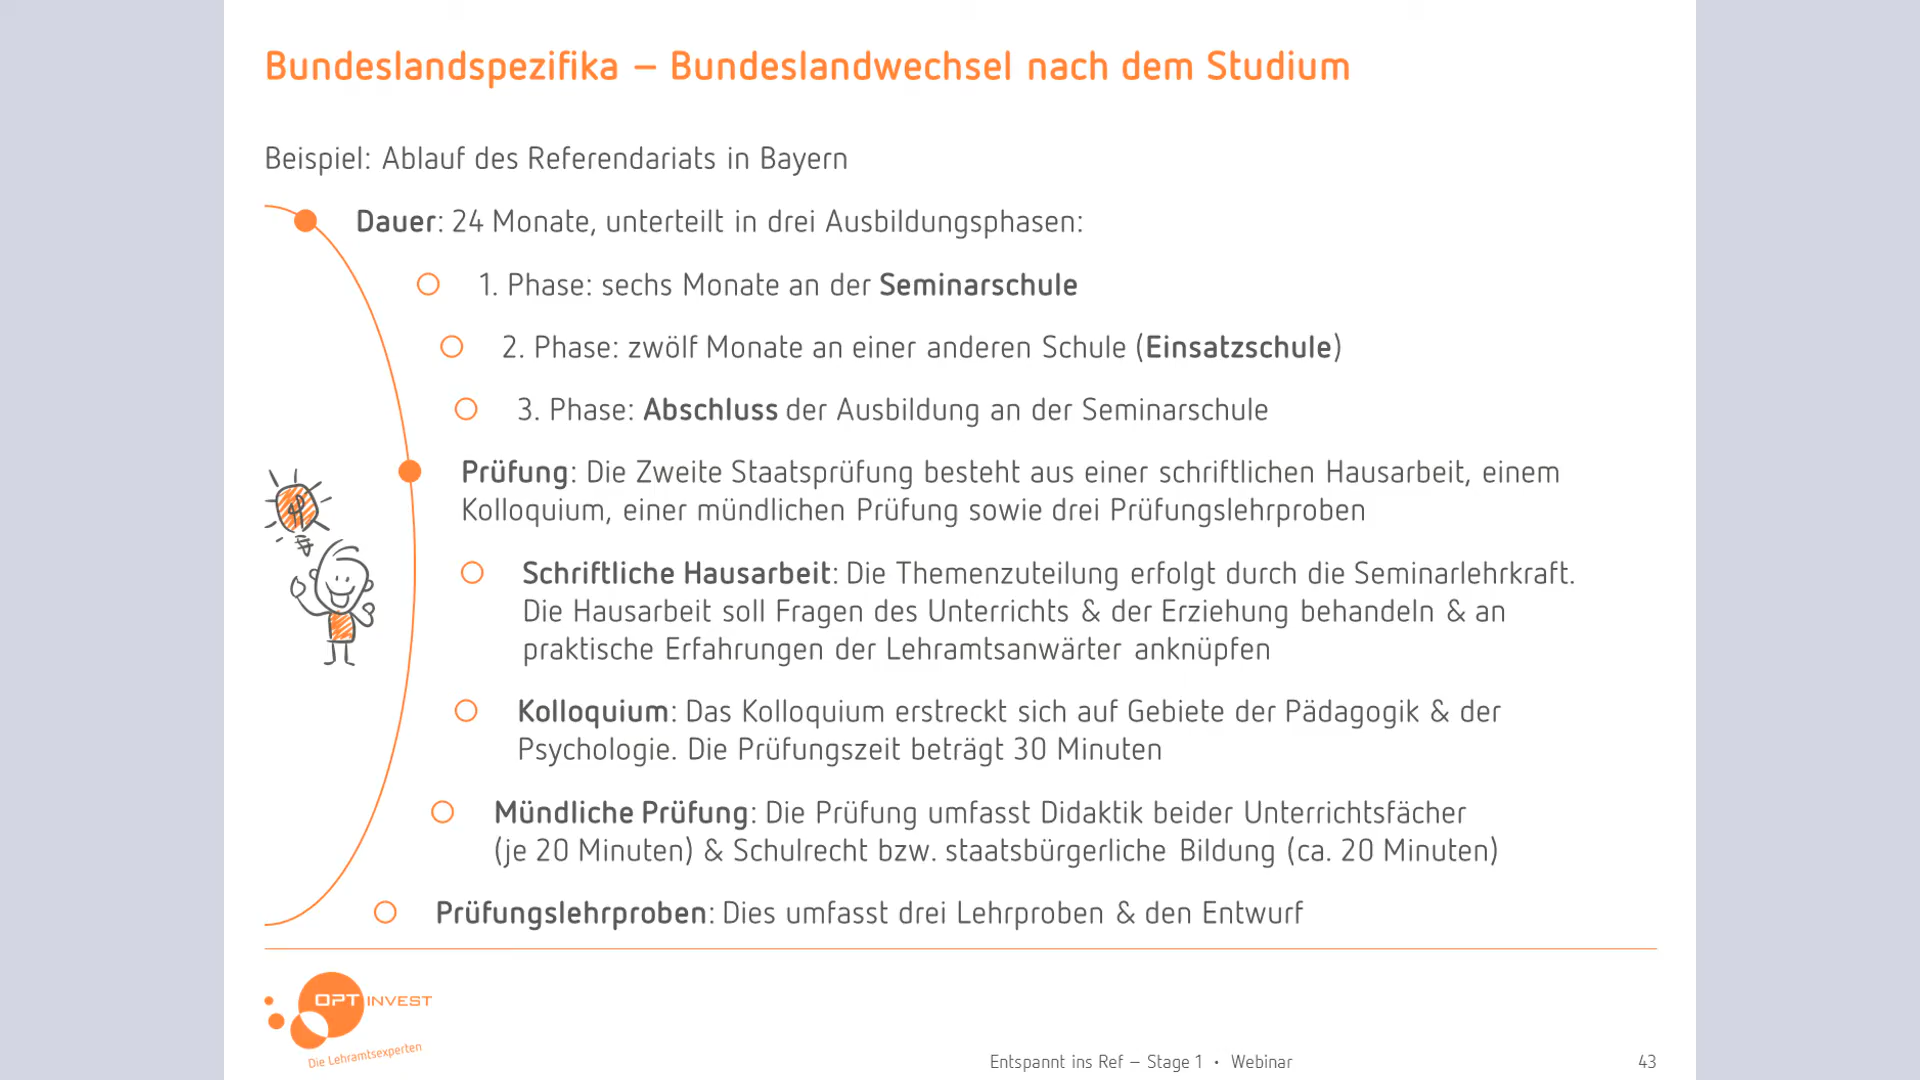 Bundeslandspezifika – Bundeslandwechsel nach dem Studium
Beispiel: Ablauf des Referendariats in Bayern
Dauer: 24 Monate, unterteilt in drei Ausbildungsphasen:
1. Phase: sechs Monate an der Seminarschule
2. Phase: zwölf Monate an einer anderen Schule (Einsatzschule)
3. Phase: Abschluss der Ausbildung an der Seminarschule
Prüfung: Die Zweite Staatsprüfung besteht aus einer schriftlichen Hausarbeit, einem
Kolloquium, einer mündlichen Prüfung sowie drei Prüfungslehrproben
Schriftliche Hausarbeit: Die Themenzuteilung erfolgt durch die Seminarlehrkraft.
Die Hausarbeit soll Fragen des Unterrichts & der Erziehung behandeln & an
praktische Erfahrungen der Lehramtsanwärter anknüpfen
Kolloquium: Das Kolloquium erstreckt sich auf Gebiete der Pädagogik & der
Psychologie. Die Prüfungszeit beträgt 30 Minuten
Mündliche Prüfung: Die Prüfung umfasst Didaktik beider Unterrichtsfächer
(je 20 Minuten) & Schulrecht bzw. staatsbürgerliche Bildung (ca. 20 Minuten)
Prüfungslehrproben: Dies umfasst drei Lehrproben & den Entwurf
OPTINVEST
Die Lehramtsexperten
Entspannt ins Ref – Stage 1 • Webinar
43